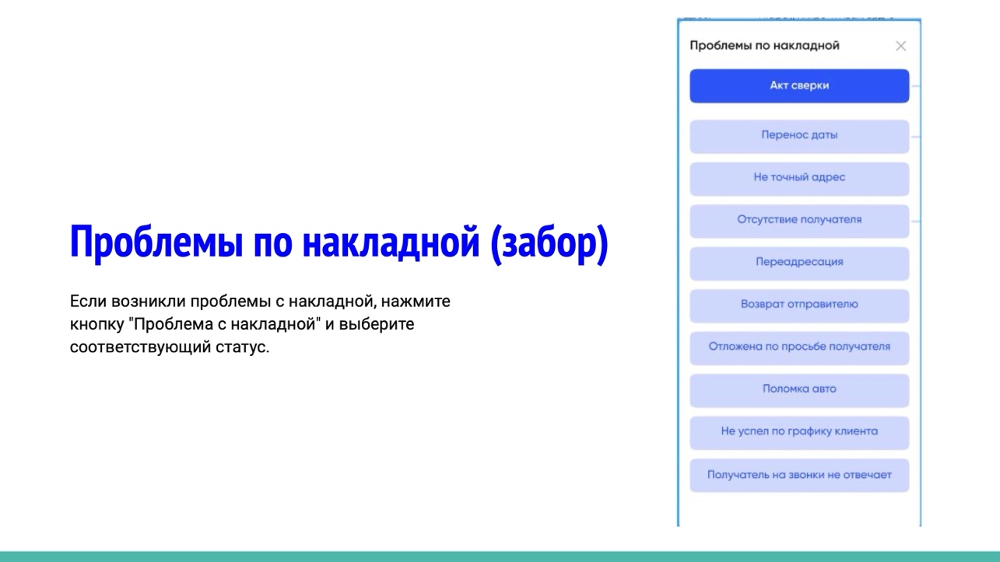 Проблемы по накладной (забор)
Если возникли проблемы с накладной, нажмите
кнопку "Проблема с накладной" и выберите
соответствующий статус.
Проблемы по накладной
Акт сверки
Перенос даты
Не точный адрес
Отсутствие получателя
Переадресация
Возврат отправителю
Отложена по просьбе получателя
Поломка авто
Не успел по графику клиента
Получатель на звонки не отвечает